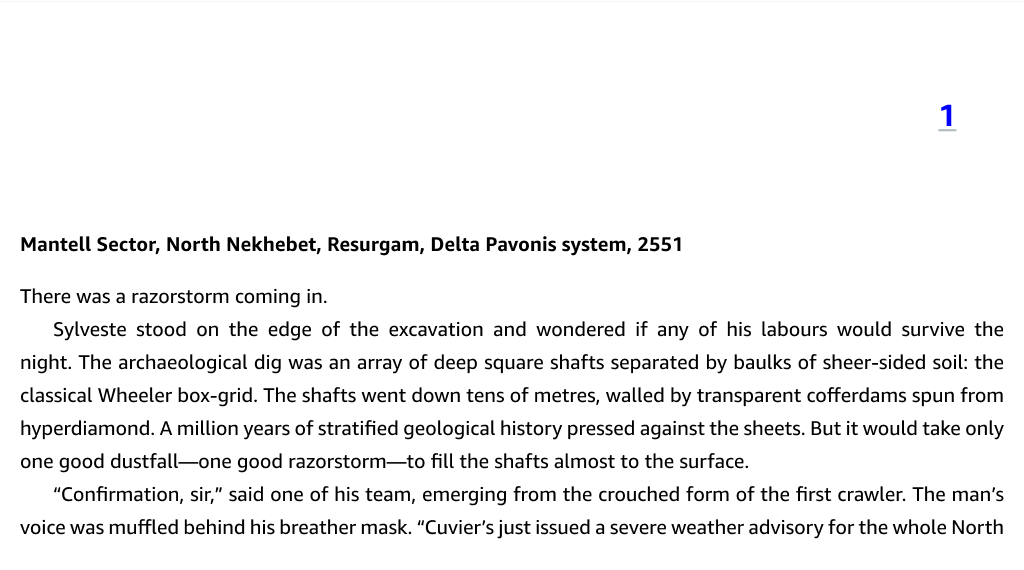 1
Mantell Sector, North Nekhebet, Resurgam, Delta Pavonis system, 2551
There was a razorstorm coming in.
Sylveste stood on the edge of the excavation and wondered if any of his labours would survive the
night. The archaeological dig was an array of deep square shafts separated by baulks of sheer-sided soil: the
classical Wheeler box-grid. The shafts went down tens of metres, walled by transparent cofferdams spun from
hyperdiamond. A million years of stratified geological history pressed against the sheets. But it would take only
one good dustfall—one good razorstorm—to fill the shafts almost to the surface.
“Confirmation, sir,” said one of his team, emerging from the crouched form of the first crawler. The man’s
voice was muffled behind his breather mask. “Cuvier’s just issued a severe weather advisory for the whole North